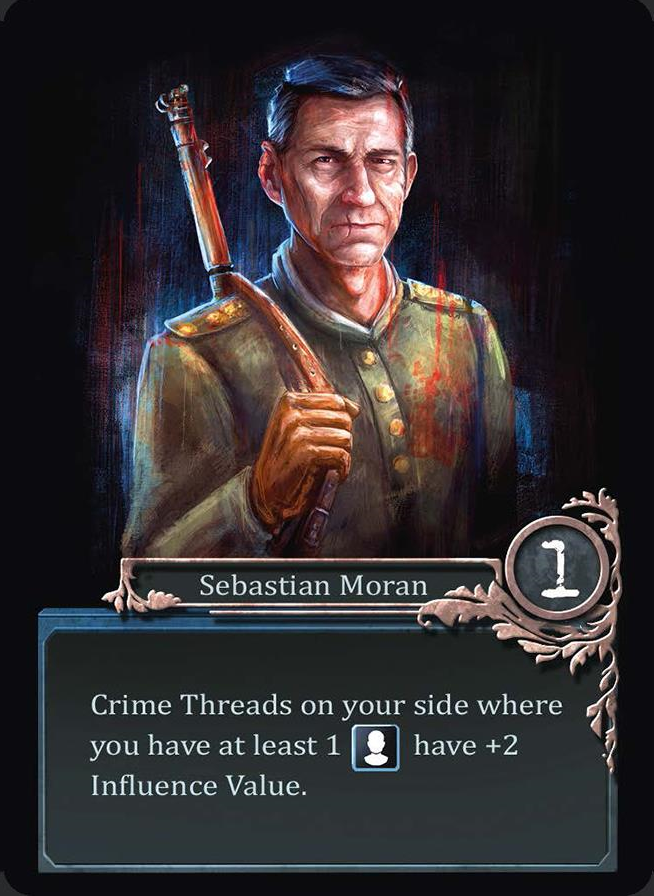 Sebastian Moran
1
Crime Threads on your side where
you have at least 1 have +2
Influence Value.